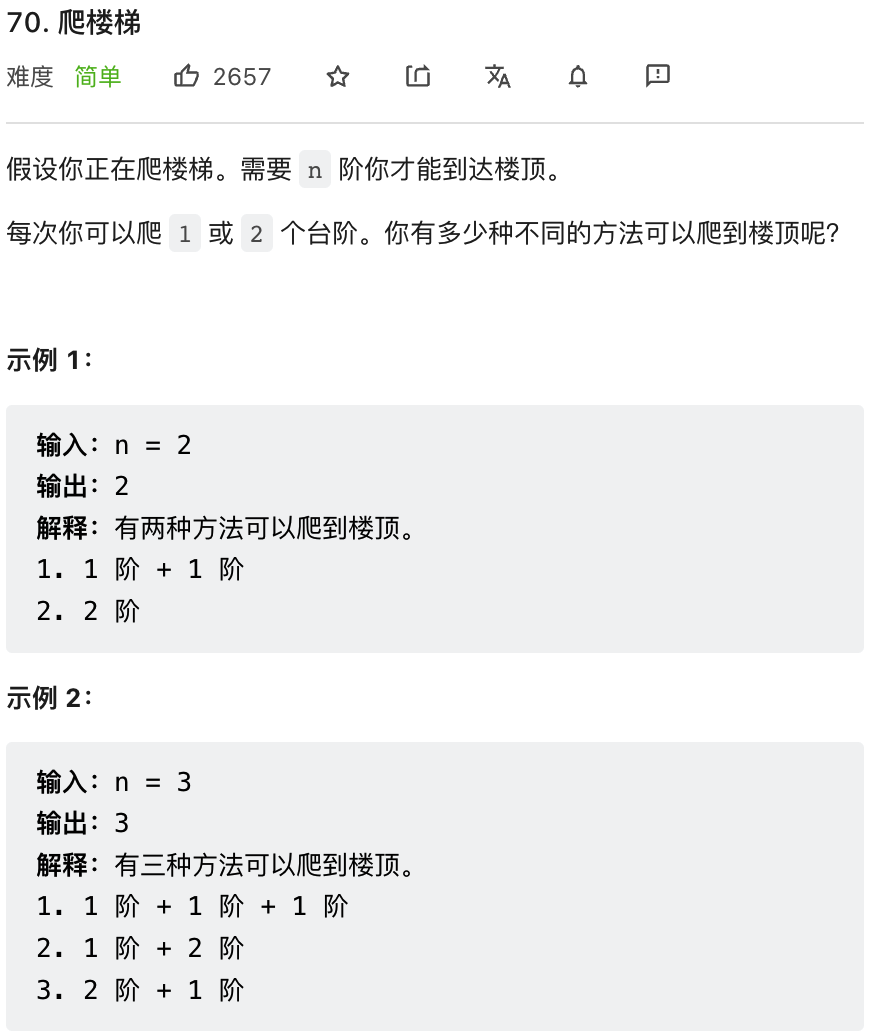 70. 爬楼梯
难度 简单 2657
假设你正在爬楼梯。需要 n 阶你才能到达楼顶。
每次你可以爬 1 或 2 个台阶。你有多少种不同的方法可以爬到楼顶呢?
示例 1：
输入：n = 2
输出：2
解释：有两种方法可以爬到楼顶。
1. 1 阶 + 1 阶
2. 2 阶
示例 2：
输入：n = 3
输出：3
解释：有三种方法可以爬到楼顶。
1. 1 阶 + 1 阶 + 1 阶
2. 1 阶 + 2 阶
3. 2 阶 + 1 阶